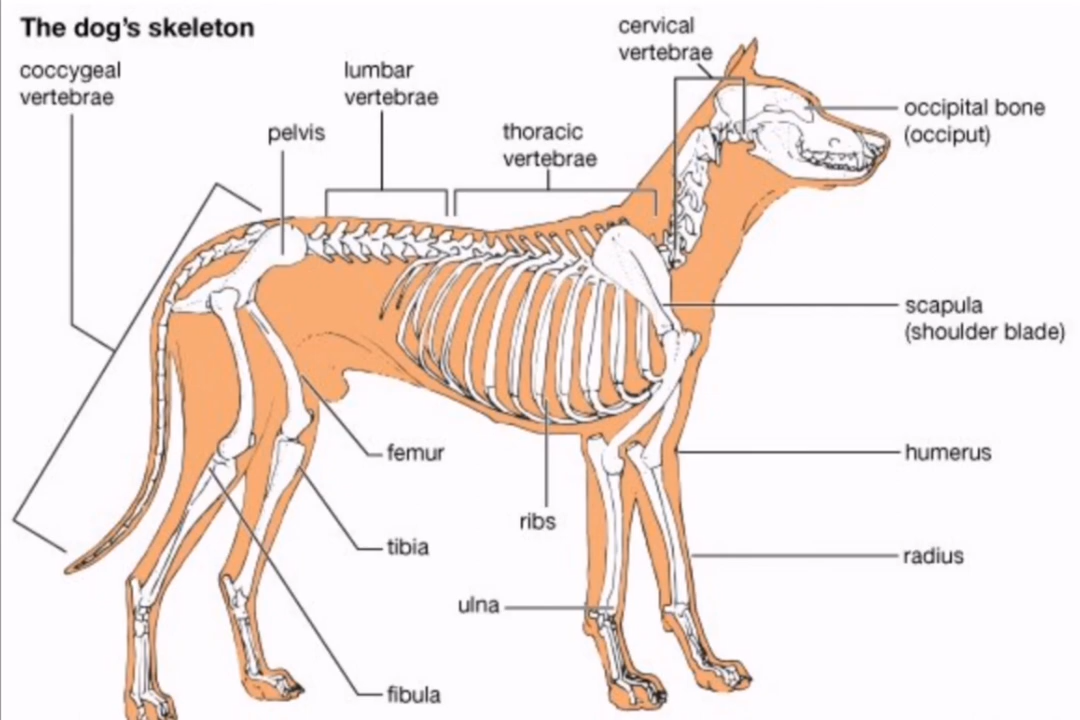 The dog's skeleton
coccygeal
vertebrae
pelvis
lumbar
vertebrae
thoracic
vertebrae
cervical
vertebrae
occipital bone
(occiput)
scapula
(shoulder blade)
humerus
radius
femur
tibia
ribs
ulna
fibula